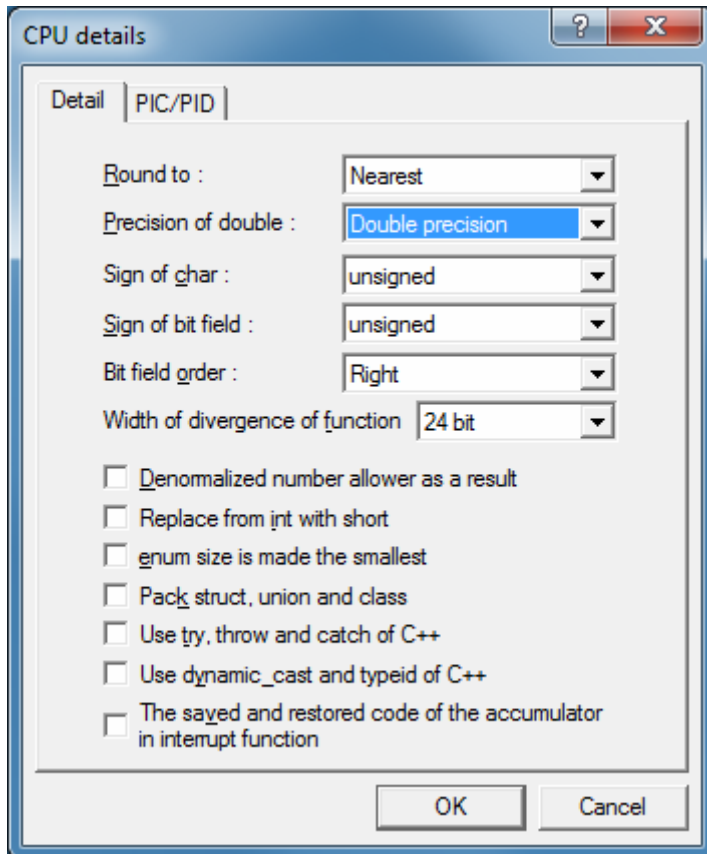 CPU details
Detail PIC/PID
Round to : Nearest
Precision of double : Double precision
Sign of char : unsigned
Sign of bit field : unsigned
Bit field order : Right
Width of divergence of function 24 bit
Denormalized number allower as a result
Replace from int with short
enum size is made the smallest
Pack struct, union and class
Use try, throw and catch of C++
Use dynamic_cast and typeid of C++
The saved and restored code of the accumulator
in interrupt function
OK Cancel